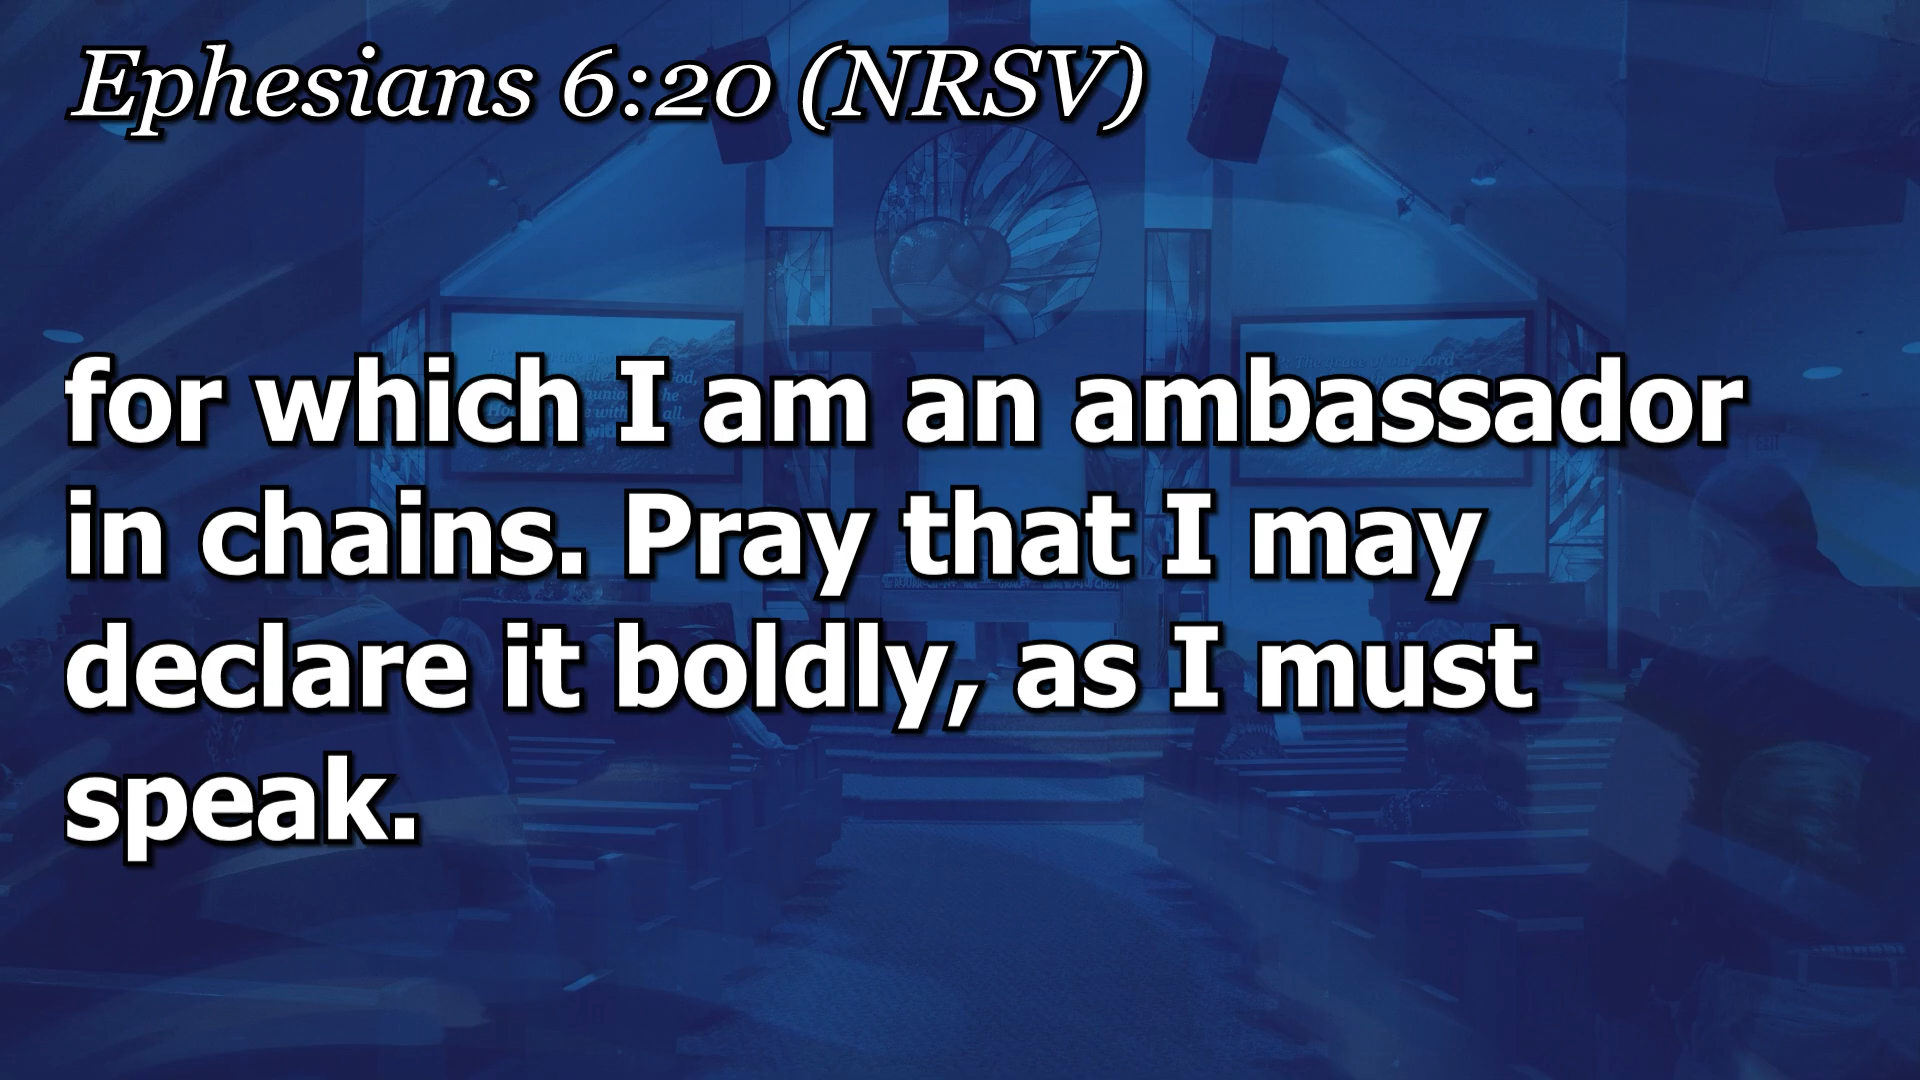 Ephesians 6:20 (NRSV)
for which I am an ambassador
in chains. Pray that I may
declare it boldly, as I must
speak.